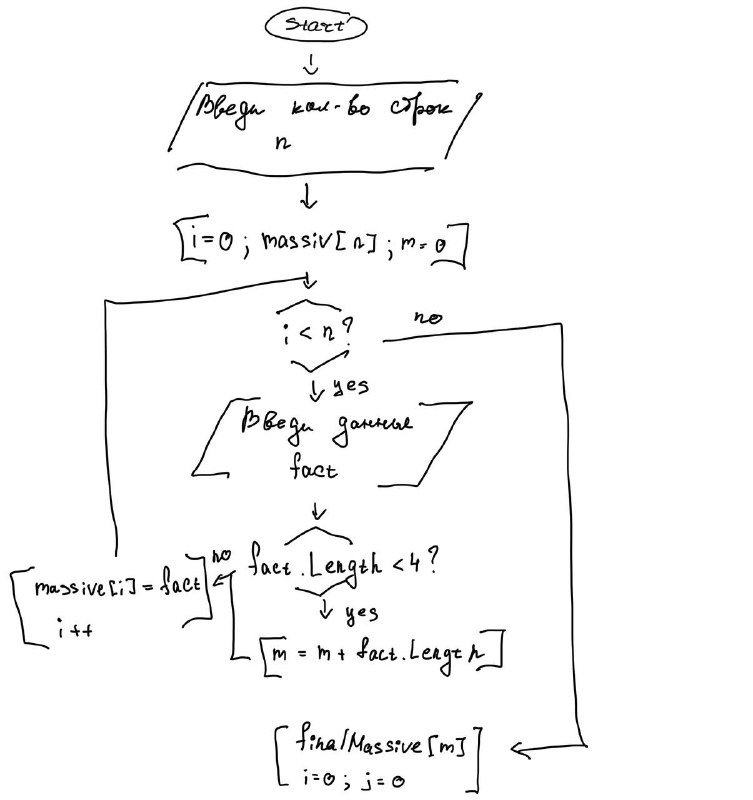 Start
Введи кол-во строк
n
i=0 ; massiv[n] ; m=0
i < n?
no
yes
Введи данные
fact
no
fact.Length < 4?
massive[i] = fact
i++
yes
m = m + fact.Length
finalMassive[m]
i=0 ; j=0